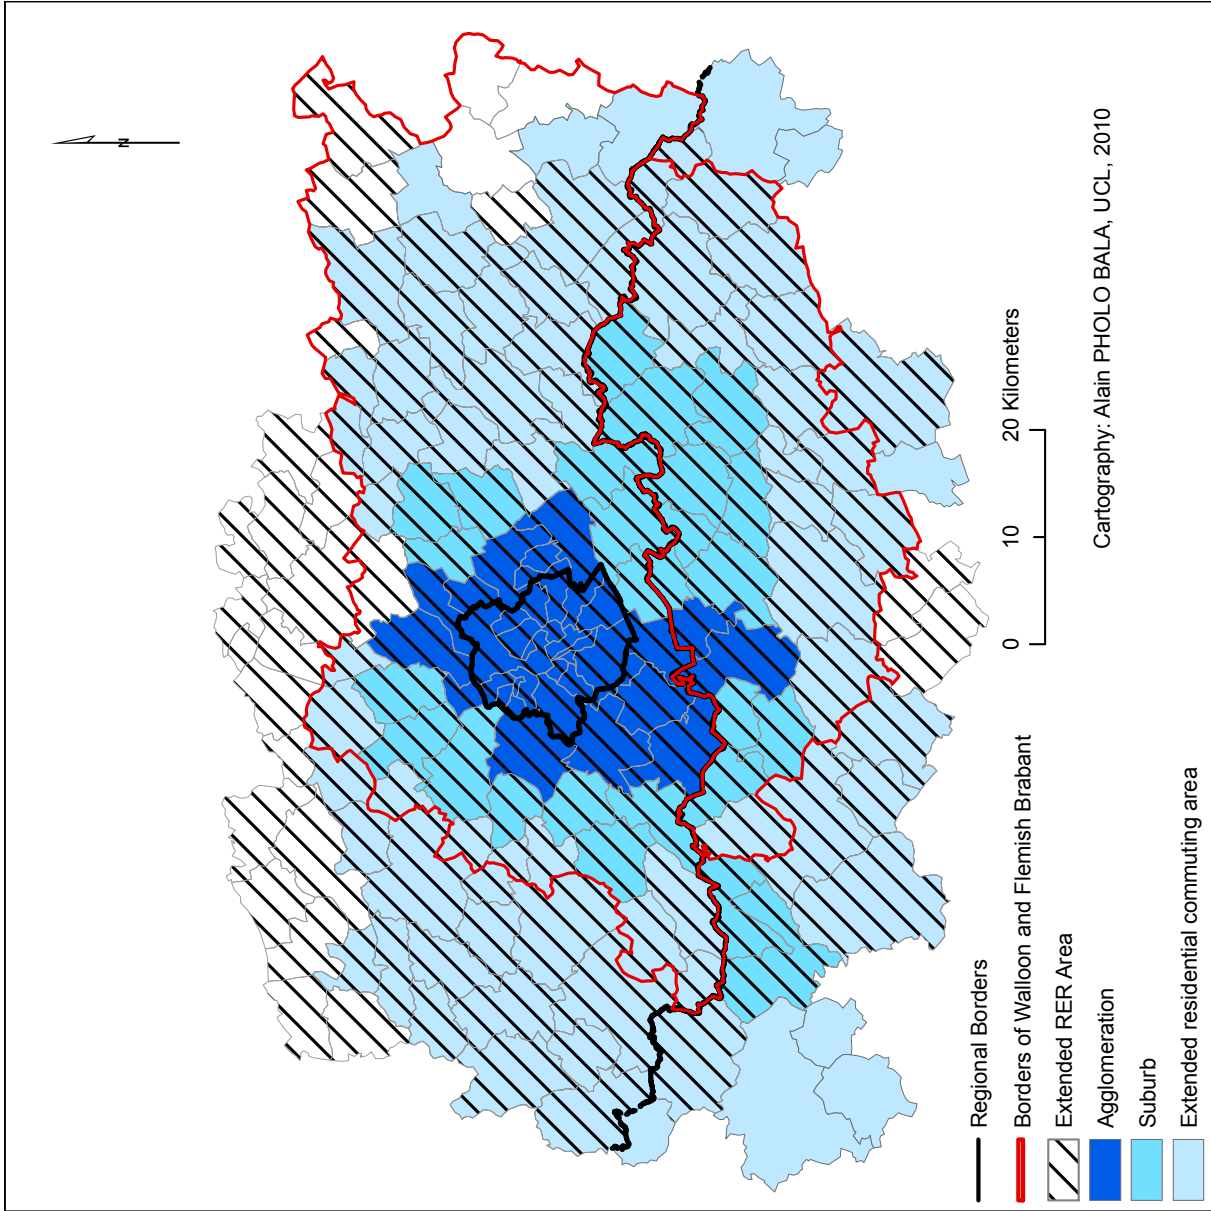 N
Regional Borders
Borders of Walloon and Flemish Brabant
Extended RER Area
Agglomeration
Suburb
Extended residential commuting area
0 10 20 Kilometers
Cartography: Alain PHOLO BALA, UCL, 2010